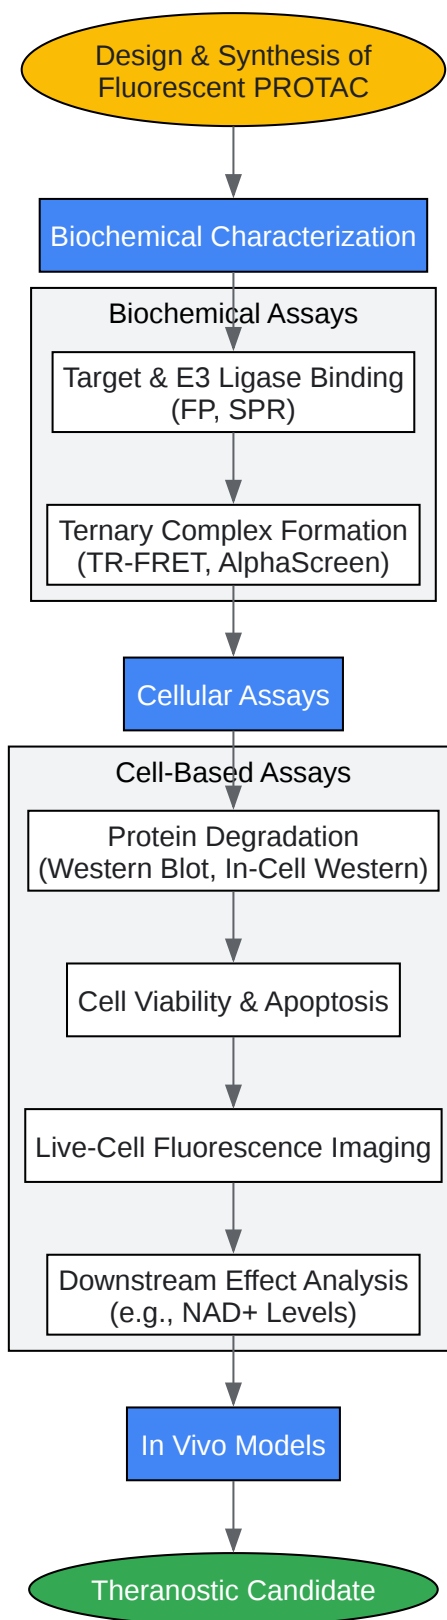 Design & Synthesis of
Fluorescent PROTAC
Biochemical Characterization
Biochemical Assays
Target & E3 Ligase Binding
(FP, SPR)
Ternary Complex Formation
(TR-FRET, AlphaScreen)
Cellular Assays
Cell-Based Assays
Protein Degradation
(Western Blot, In-Cell Western)
Cell Viability & Apoptosis
Live-Cell Fluorescence Imaging
Downstream Effect Analysis
(e.g., NAD+ Levels)
In Vivo Models
Theranostic Candidate